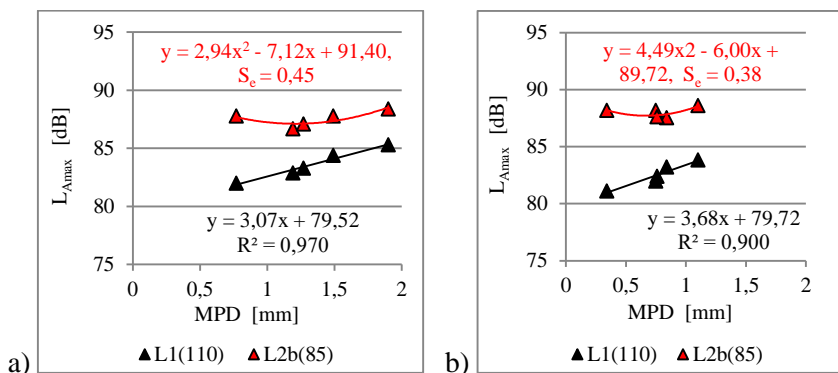 95
90
85
80
75
L_Amax [dB]
y = 2,94x² - 7,12x + 91,40,
S_e = 0,45
y = 3,07x + 79,52
R² = 0,970
0 0,5 1 1,5 2
MPD [mm]
L1(110) L2b(85)
a)
95
90
85
80
75
L_Amax [dB]
y = 4,49x2 - 6,00x +
89,72, S_e = 0,38
y = 3,68x + 79,72
R² = 0,900
0 0,5 1 1,5 2
MPD [mm]
L1(110) L2b(85)
b)